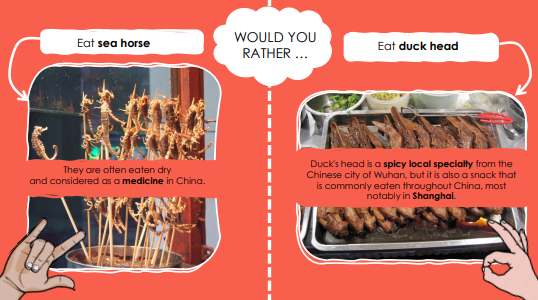 WOULD YOU
RATHER …
Eat sea horse
They are often eaten dry
and considered as a medicine in China.
Eat duck head
Duck's head is a spicy local specialty from the
Chinese city of Wuhan, but it is also a snack that
is commonly eaten throughout China, most
notably in Shanghai.